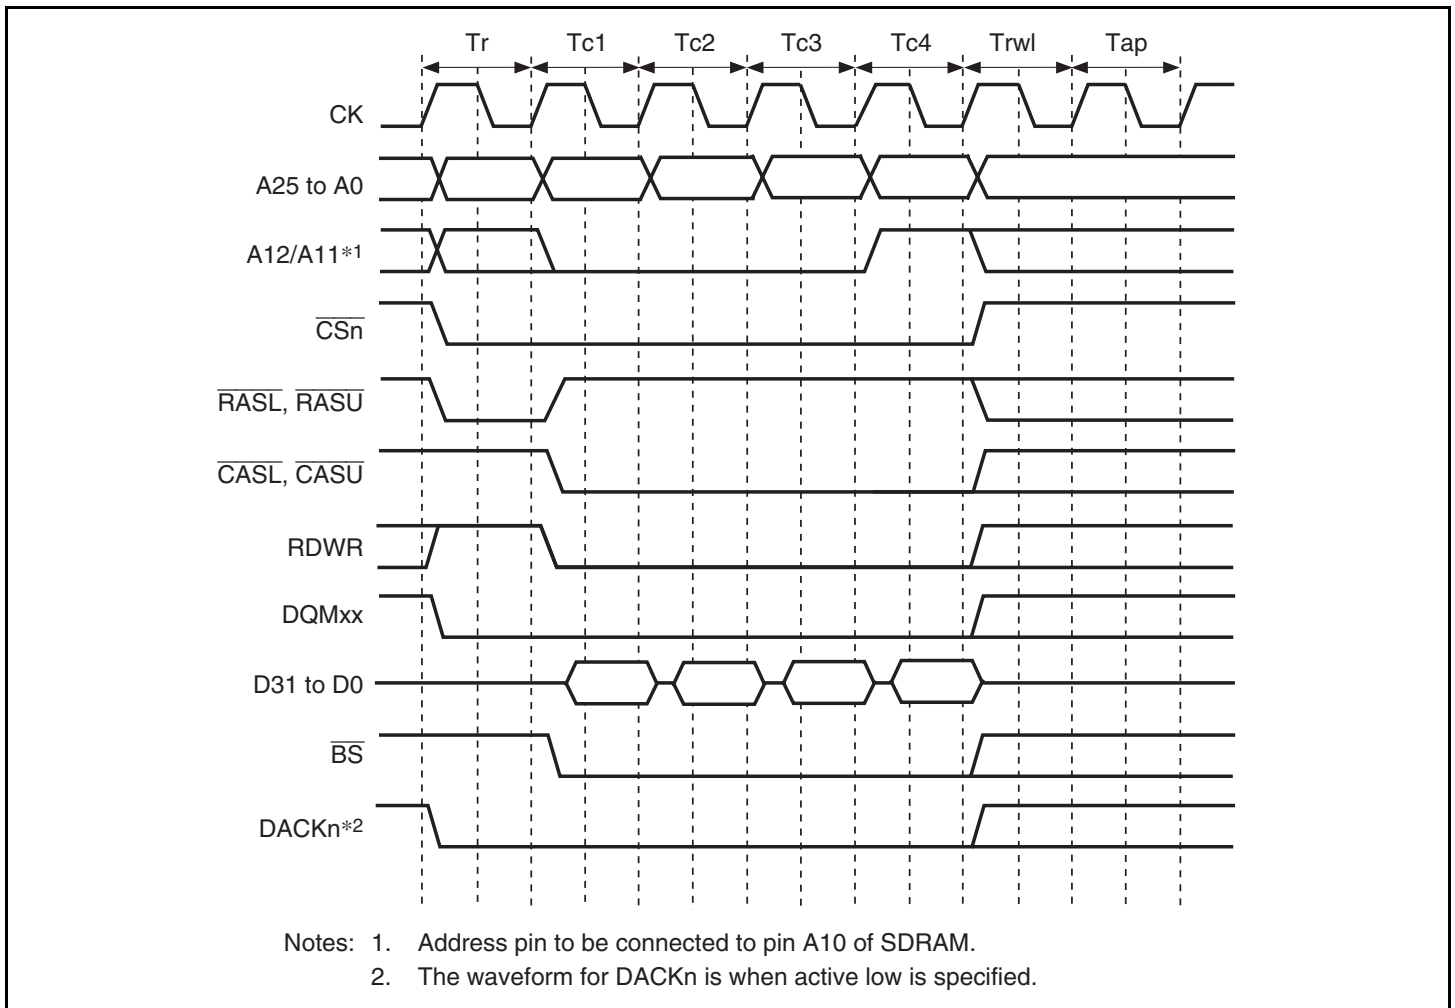 Tr Tc1 Tc2 Tc3 Tc4 Trwl Tap
CK
A25 to A0
A12/A11*1
CSn
RASL, RASU
CASL, CASU
RDWR
DQMxx
D31 to D0
BS
DACKn*2
Notes: 1. Address pin to be connected to pin A10 of SDRAM.
2. The waveform for DACKn is when active low is specified.